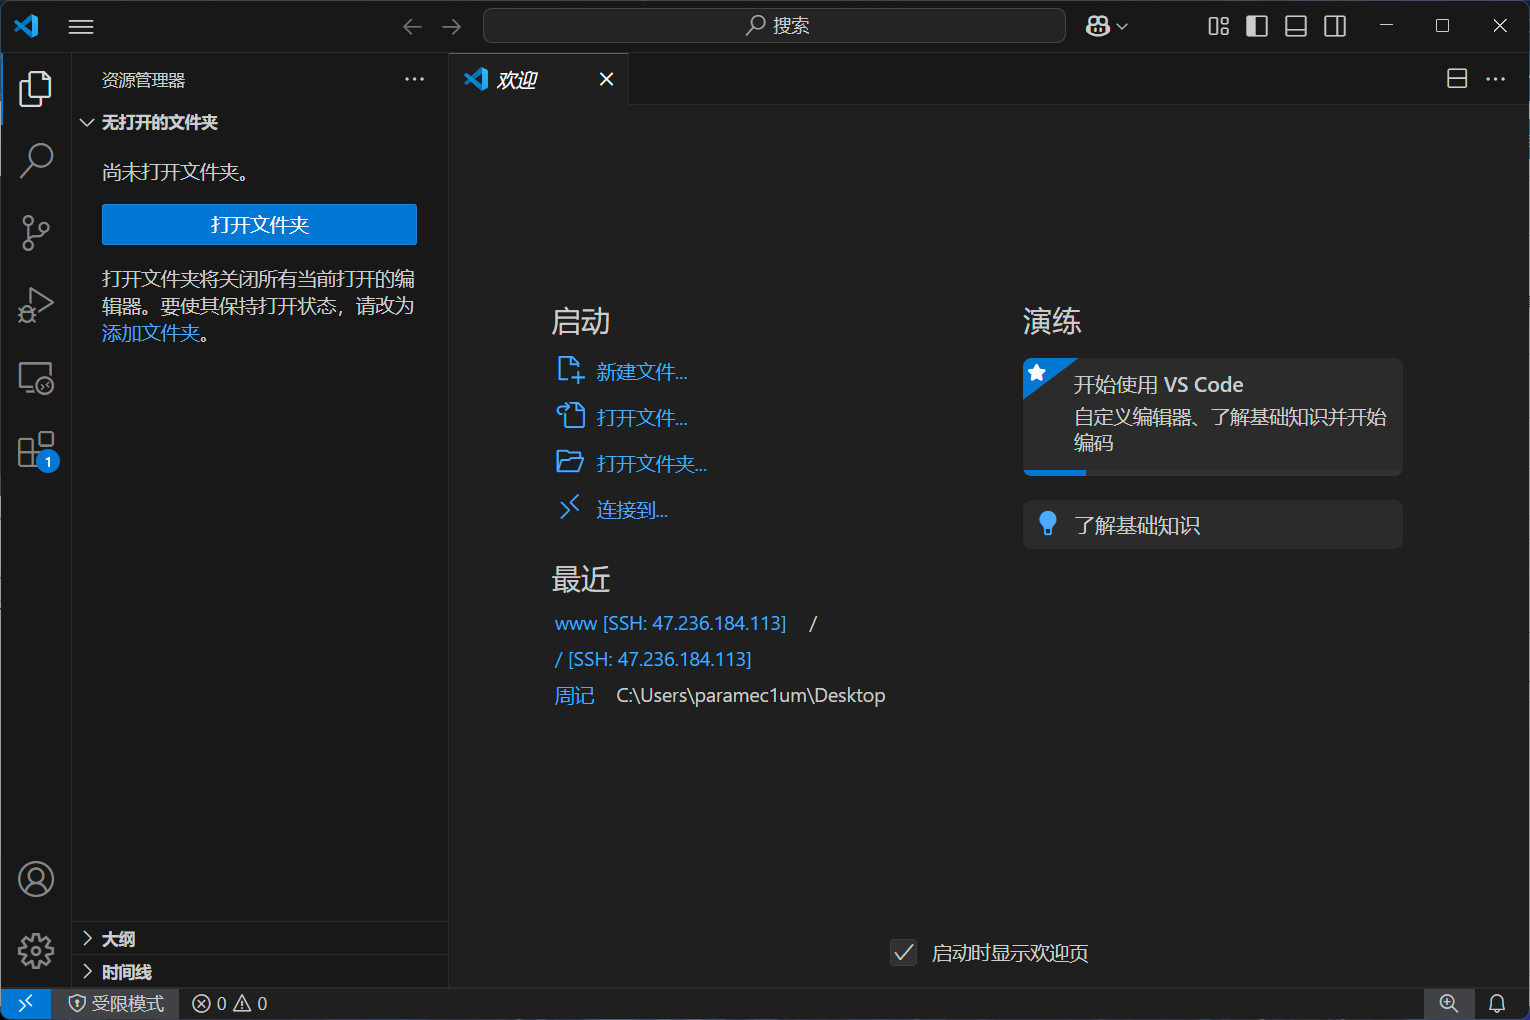 搜索
资源管理器
欢迎
无打开的文件夹
尚未打开文件夹。
打开文件夹
打开文件夹将关闭所有当前打开的编
辑器。要使其保持打开状态，请改为
添加文件夹。
1
启动
新建文件...
打开文件...
打开文件夹...
连接到...
最近
www [SSH: 47.236.184.113] /
/ [SSH: 47.236.184.113]
周记 C:\Users\paramec1um\Desktop
演练
开始使用 VS Code
自定义编辑器、了解基础知识并开始
编码
了解基础知识
启动时显示欢迎页
大纲
时间线
受限模式 0 0